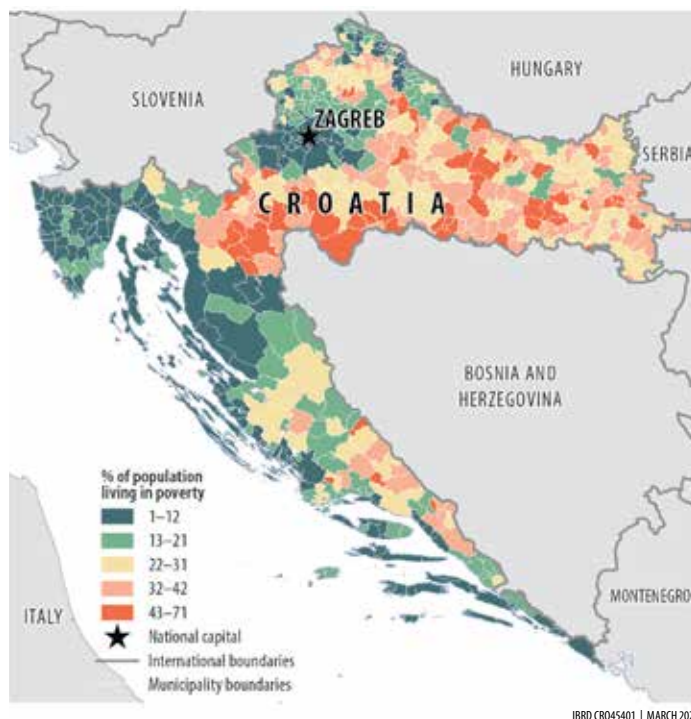 HUNGARY
SLOVENIA
ZAGREB
SERBIA
CROATIA
BOSNIA AND
HERZEGOVINA
% of population
living in poverty
1–12
13–21
22–31
32–42
43–71
National capital
International boundaries
Municipality boundaries
ITALY
MONTENEGRO
IBRD CRO45401 | MARCH 202